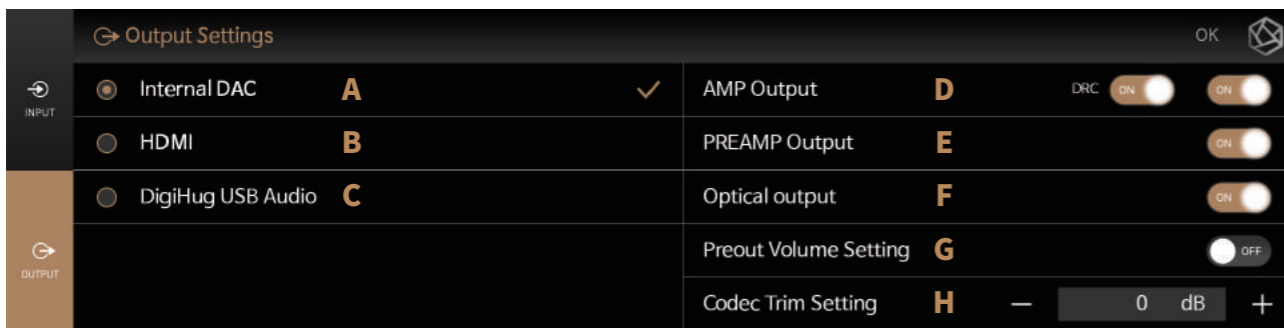 Output Settings
OK
INPUT
OUTPUT
Internal DAC A
HDMI B
DigiHug USB Audio C
AMP Output D DRC ON ON
PREAMP Output E ON
Optical output F ON
Preout Volume Setting G OFF
Codec Trim Setting H — 0 dB +